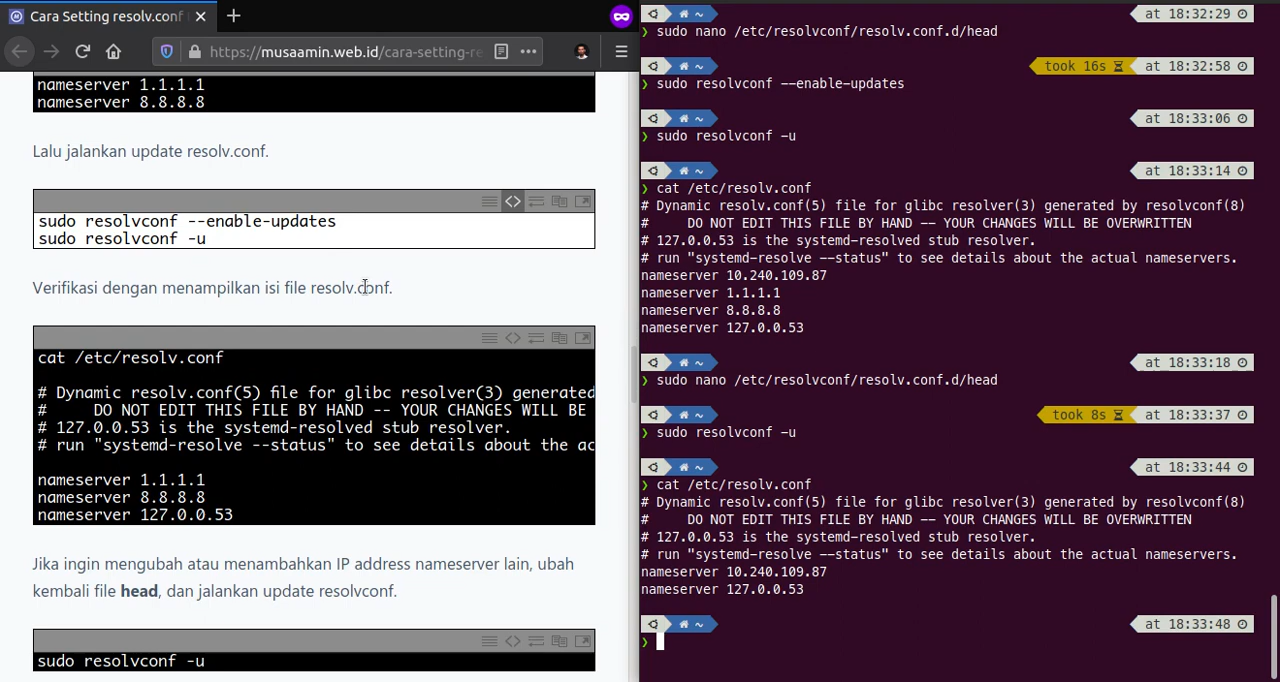 Cara Setting resolv.conf
https://musaamin.web.id/cara-setting-re
nameserver 1.1.1.1
nameserver 8.8.8.8
Lalu jalankan update resolv.conf.
sudo resolvconf --enable-updates
sudo resolvconf -u
Verifikasi dengan menampilkan isi file resolv.conf.
cat /etc/resolv.conf
# Dynamic resolv.conf(5) file for glibc resolver(3) generated
#     DO NOT EDIT THIS FILE BY HAND -- YOUR CHANGES WILL BE
# 127.0.0.53 is the systemd-resolved stub resolver.
# run "systemd-resolve --status" to see details about the ac
nameserver 1.1.1.1
nameserver 8.8.8.8
nameserver 127.0.0.53
Jika ingin mengubah atau menambahkan IP address nameserver lain, ubah
kembali file head, dan jalankan update resolvconf.
sudo resolvconf -u
~ at 18:32:29
❯ sudo nano /etc/resolvconf/resolv.conf.d/head
~ took 16s at 18:32:58
❯ sudo resolvconf --enable-updates
~ at 18:33:06
❯ sudo resolvconf -u
~ at 18:33:14
❯ cat /etc/resolv.conf
# Dynamic resolv.conf(5) file for glibc resolver(3) generated by resolvconf(8)
#     DO NOT EDIT THIS FILE BY HAND -- YOUR CHANGES WILL BE OVERWRITTEN
# 127.0.0.53 is the systemd-resolved stub resolver.
# run "systemd-resolve --status" to see details about the actual nameservers.
nameserver 10.240.109.87
nameserver 1.1.1.1
nameserver 8.8.8.8
nameserver 127.0.0.53
~ at 18:33:18
❯ sudo nano /etc/resolvconf/resolv.conf.d/head
~ took 8s at 18:33:37
❯ sudo resolvconf -u
~ at 18:33:44
❯ cat /etc/resolv.conf
# Dynamic resolv.conf(5) file for glibc resolver(3) generated by resolvconf(8)
#     DO NOT EDIT THIS FILE BY HAND -- YOUR CHANGES WILL BE OVERWRITTEN
# 127.0.0.53 is the systemd-resolved stub resolver.
# run "systemd-resolve --status" to see details about the actual nameservers.
nameserver 10.240.109.87
nameserver 127.0.0.53
~ at 18:33:48
❯